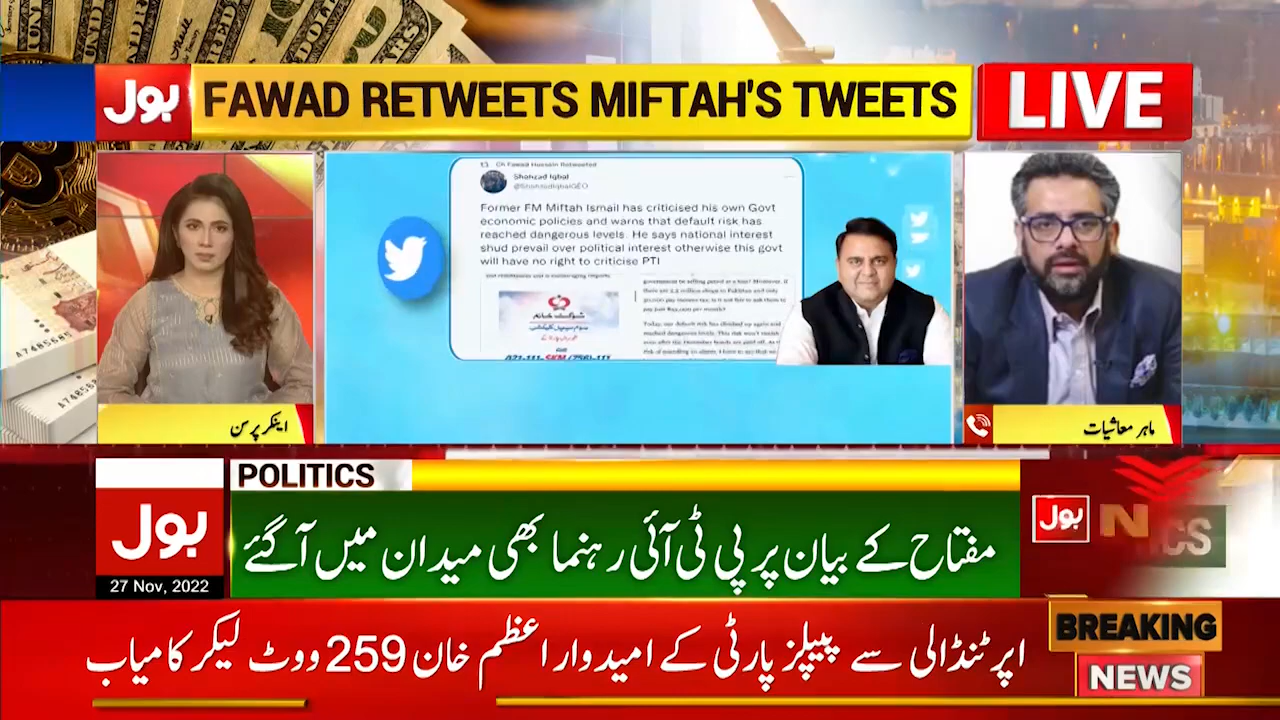 بول
FAWAD RETWEETS MIFTAH'S TWEETS
LIVE
Ch Fawad Hussain Retweeted
Shahzad Iqbal
@ShahzadIqbalGEO
Former FM Miftah Ismail has criticised his own Govt
economic policies and warns that default risk has
reached dangerous levels. He says national interest
shud prevail over political interest otherwise this govt
will have no right to criticise PTI
شوکت خانم
اینکر پرسن
ماہر معاشیات
POLITICS
بول
27 Nov, 2022
مفتاح کے بیان پر پی ٹی آئی رہنما بھی میدان میں آگئے
بول
اپر ٹنڈالی سے پیپلز پارٹی کے امیدوار اعظم خان 259 ووٹ لیکر کامیاب
BREAKING
NEWS